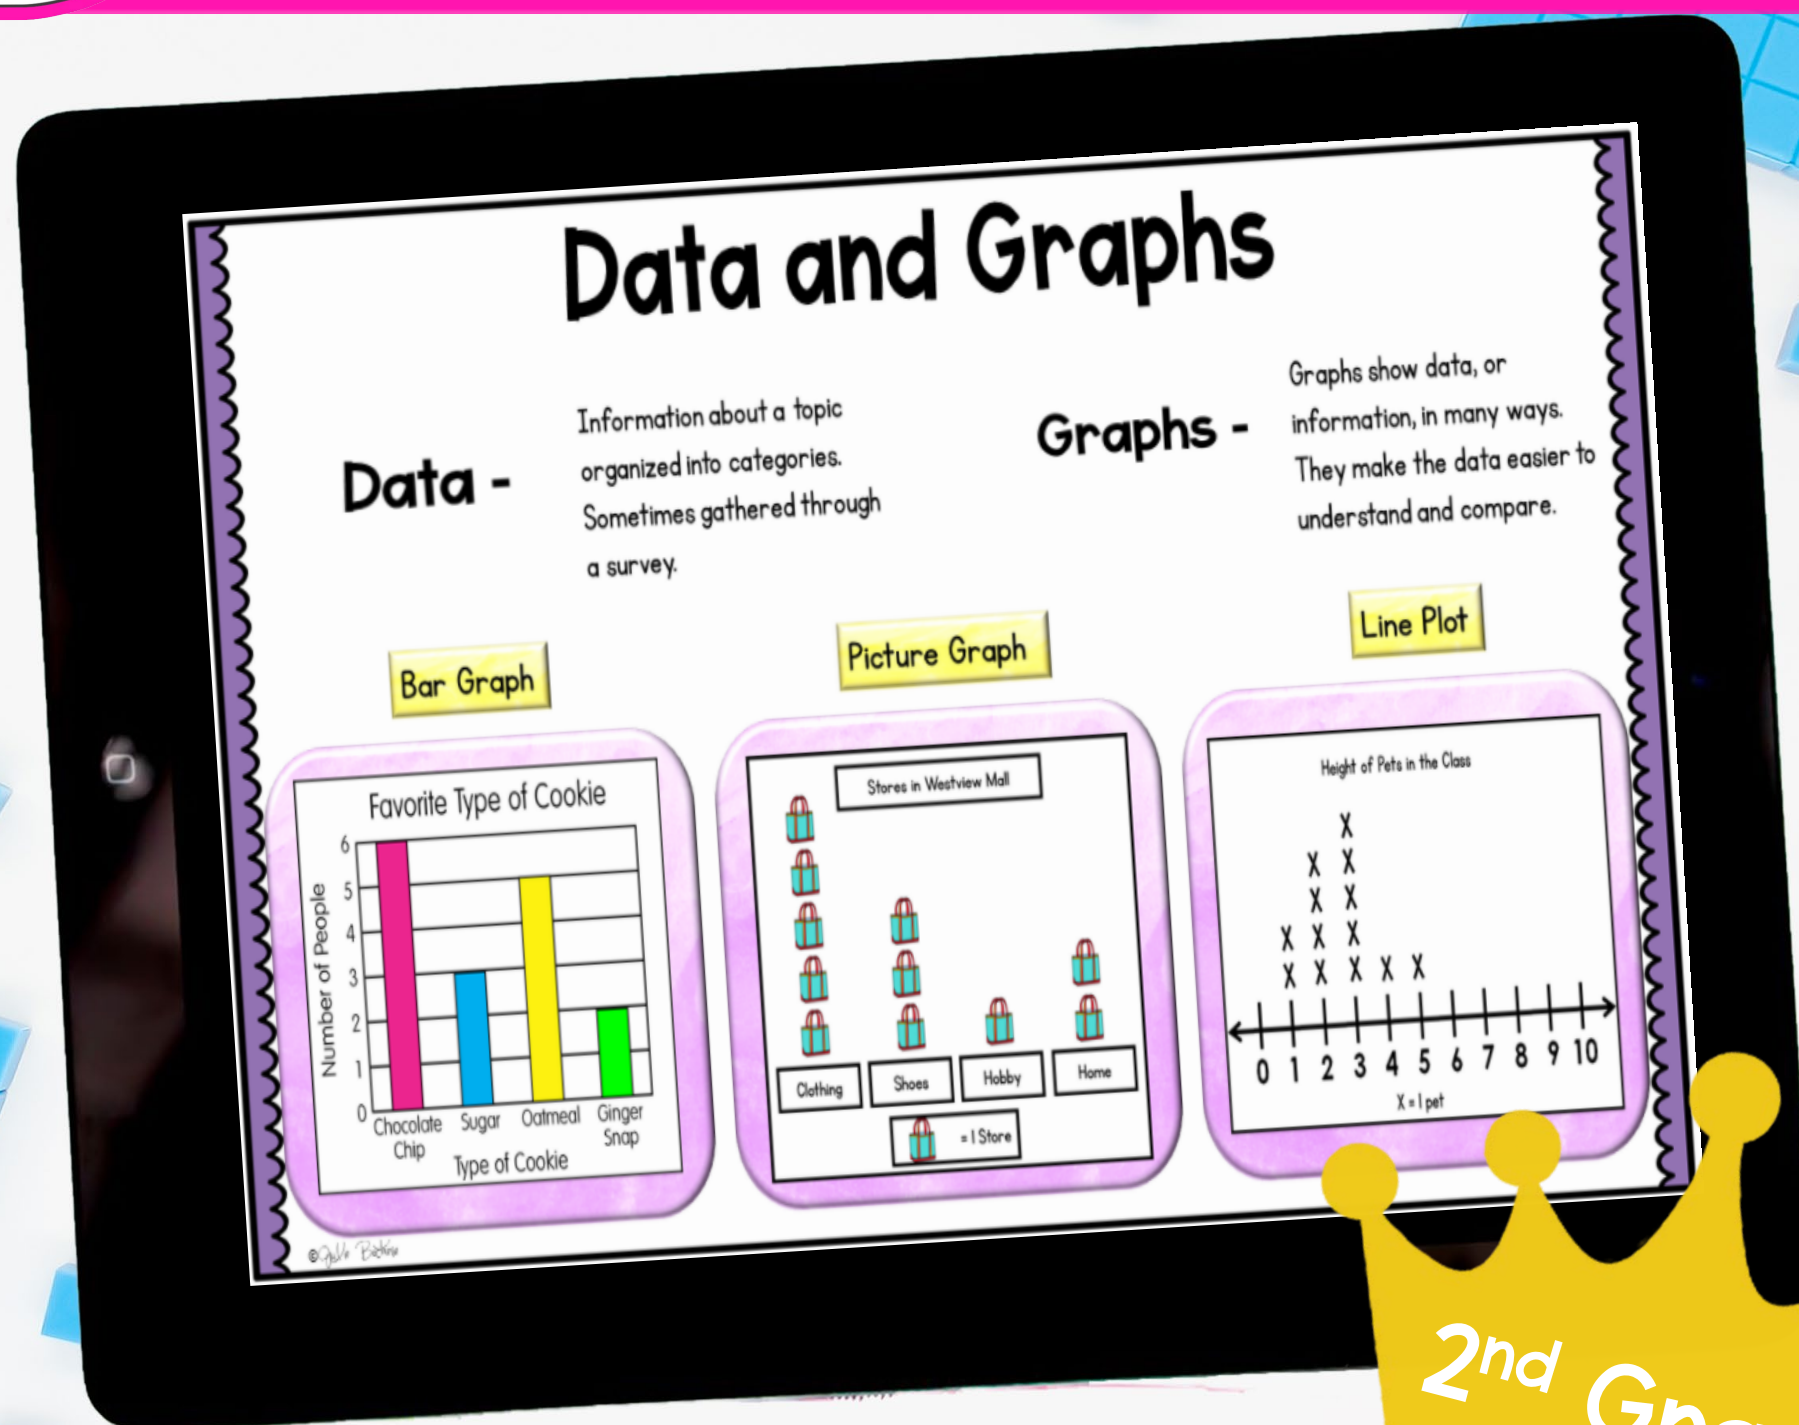 Data and Graphs
Data -
Information about a topic
organized into categories.
Sometimes gathered through
a survey.
Graphs -
Graphs show data, or
information, in many ways.
They make the data easier to
understand and compare.
Bar Graph
Favorite Type of Cookie
Number of People
6
5
4
3
2
1
0
Chocolate Chip
Sugar
Oatmeal
Ginger Snap
Type of Cookie
Picture Graph
Stores in Westview Mall
Clothing Shoes Hobby Home
= 1 Store
Line Plot
Height of Pets in the Class
X
X X
X X
X X X
X X X X X
0 1 2 3 4 5 6 7 8 9 10
X = 1 pet
©
2nd